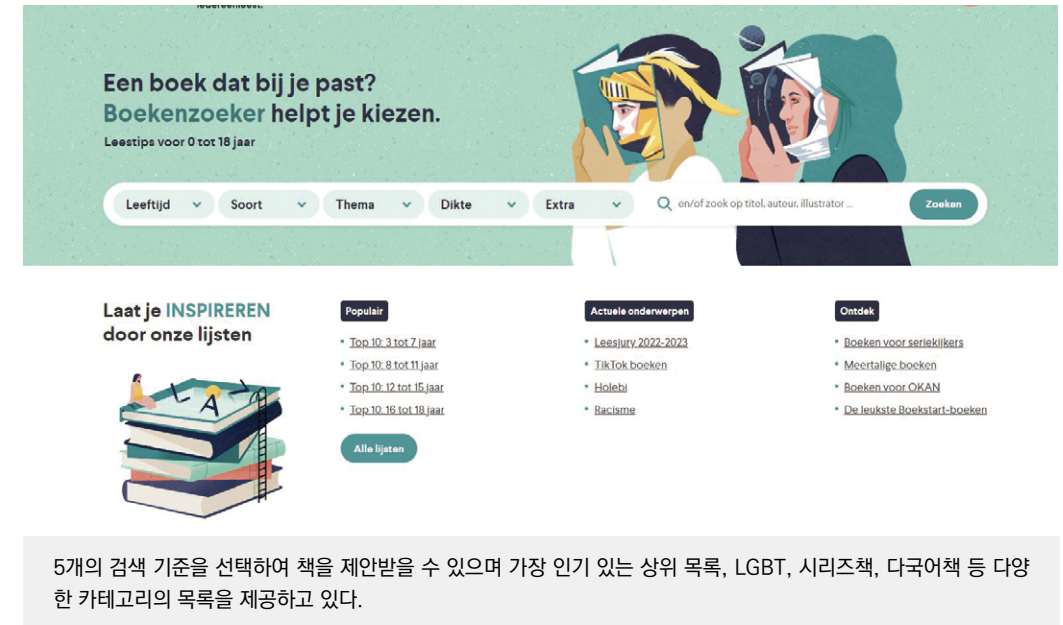 iedereenleest.
Een boek dat bij je past?
Boekenzoeker helpt je kiezen.
Leestips voor 0 tot 18 jaar
Leeftijd Soort Thema Dikte Extra en/of zoek op titel, auteur, illustrator ... Zoeken
Laat je INSPIREREN
door onze lijsten
LAT
Populair
• Top 10: 3 tot 7 jaar
• Top 10: 8 tot 11 jaar
• Top 10: 12 tot 15 jaar
• Top 10: 16 tot 18 jaar
Alle lijsten
Actuele onderwerpen
• Leesjury 2022-2023
• TikTok boeken
• Holebi
• Racisme
Ontdek
• Boeken voor seriekijkers
• Meertalige boeken
• Boeken voor OKAN
• De leukste Boekstart-boeken
5개의 검색 기준을 선택하여 책을 제안받을 수 있으며 가장 인기 있는 상위 목록, LGBT, 시리즈책, 다국어책 등 다양
한 카테고리의 목록을 제공하고 있다.